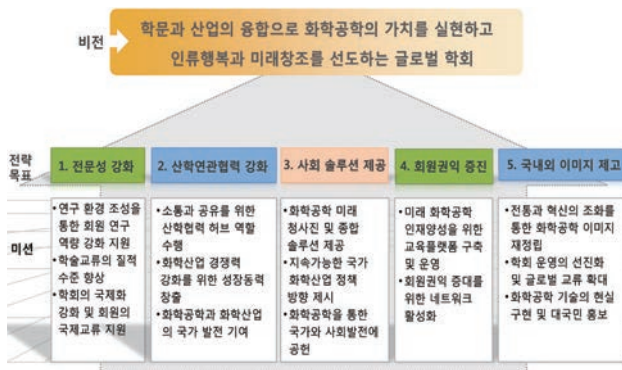 비전
학문과 산업의 융합으로 화학공학의 가치를 실현하고
인류행복과 미래창조를 선도하는 글로벌 학회
전략
목표
1. 전문성 강화
2. 산학연관협력 강화
3. 사회 솔루션 제공
4. 회원권익 증진
5. 국내외 이미지 제고
미션
•연구 환경 조성을
통한 회원 연구
역량 강화 지원
•학술교류의 질적
수준 향상
•학회의 국제화
강화 및 회원의
국제교류 지원
•소통과 공유를 위한
산학협력 허브 역할
수행
•화학산업 경쟁력
강화를 위한 성장동력
창출
•화학공학과 화학산업
의 국가 발전 기여
•화학공학 미래
청사진 및 종합
솔루션 제공
•지속가능한 국가
화학산업 정책
방향 제시
•화학공학을 통한
국가와 사회발전에
공헌
•미래 화학공학
인재양성을 위한
교육플랫폼 구축
및 운영
•회원권익 증대를
위한 네트워크
활성화
•전통과 혁신의 조화를
통한 화학공학 이미지
재정립
•학회 운영의 선진화
및 글로벌 교류 확대
•화학공학 기술의 현실
구현 및 대국민 홍보